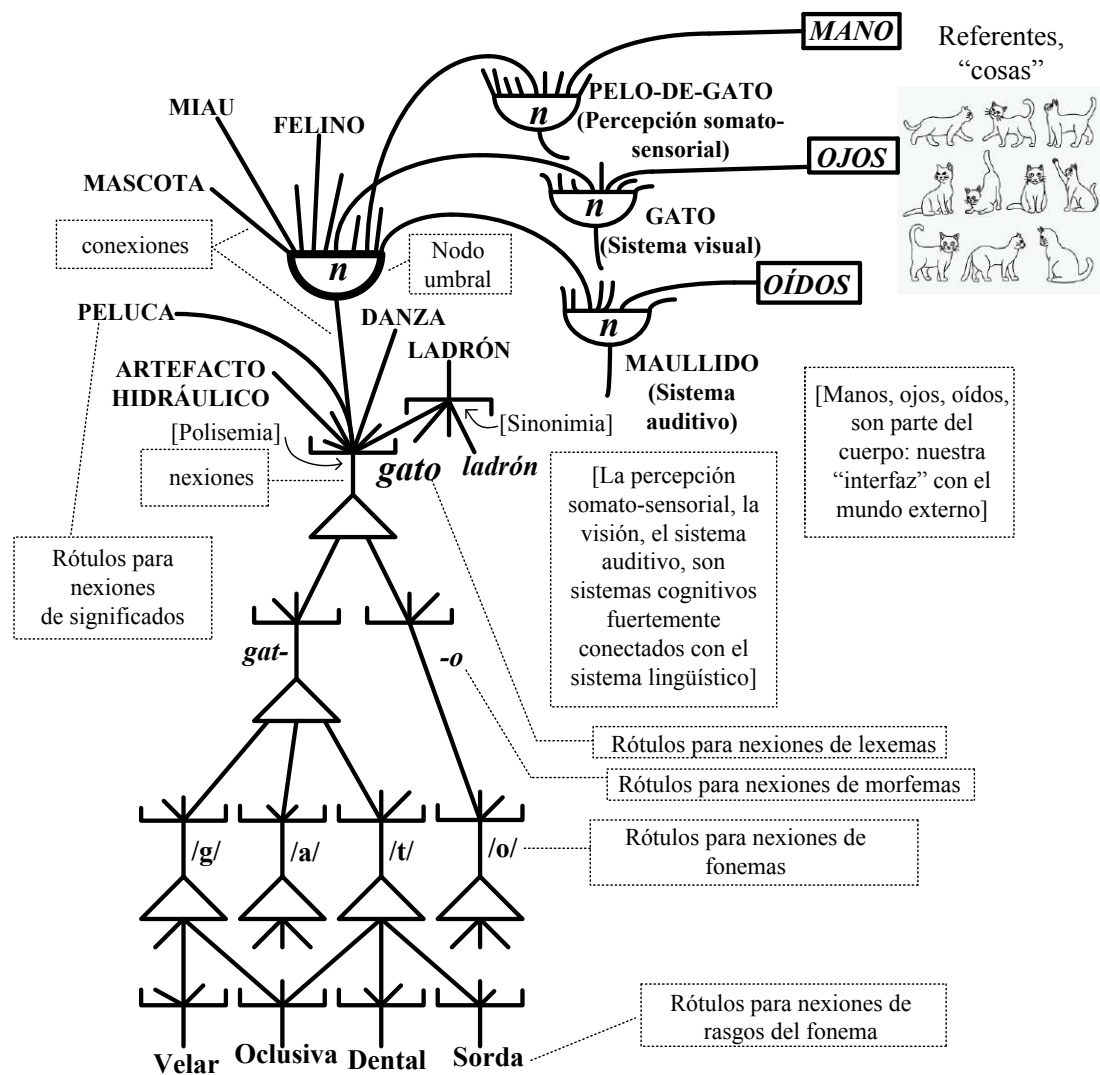 MANO
Referentes,
“cosas”
PELO-DE-GATO
(Percepción somato-
sensorial)
n
MIAU
FELINO
MASCOTA
OJOS
n
GATO
(Sistema visual)
conexiones
n
Nodo
umbral
OÍDOS
n
PELUCA
DANZA
LADRÓN
MAULLIDO
(Sistema
auditivo)
ARTEFACTO
HIDRÁULICO
[Polisemia]
[Sinonimia]
gato
ladrón
nexiones
[Manos, ojos, oídos,
son parte del
cuerpo: nuestra
“interfaz” con el
mundo externo]
[La percepción
somato-sensorial, la
visión, el sistema
auditivo, son
sistemas cognitivos
fuertemente
conectados con el
sistema lingüístico]
Rótulos para
nexiones
de significados
gat-
-o
Rótulos para nexiones de lexemas
Rótulos para nexiones de morfemas
/g/ /a/ /t/ /o/
Rótulos para nexiones de
fonemas
Rótulos para nexiones de
rasgos del fonema
Velar Oclusiva Dental Sorda